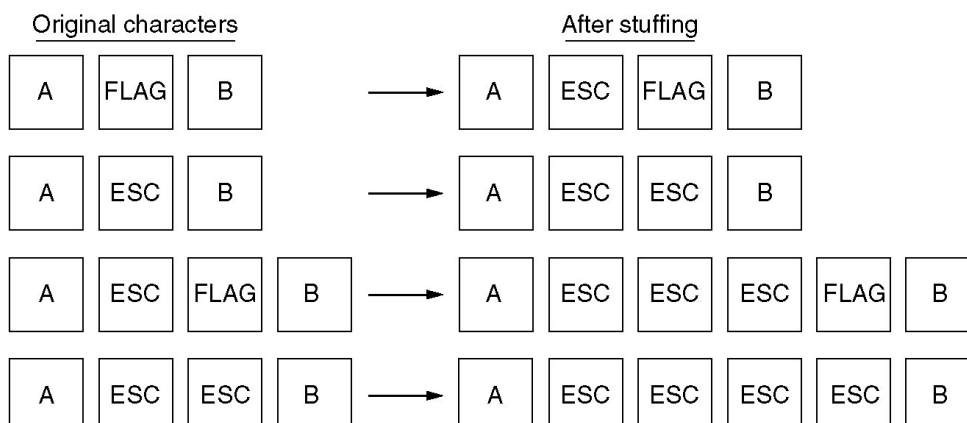 Original characters After stuffing
A FLAG B A ESC FLAG B
A ESC B A ESC ESC B
A ESC FLAG B A ESC ESC ESC FLAG B
A ESC ESC B A ESC ESC ESC ESC B